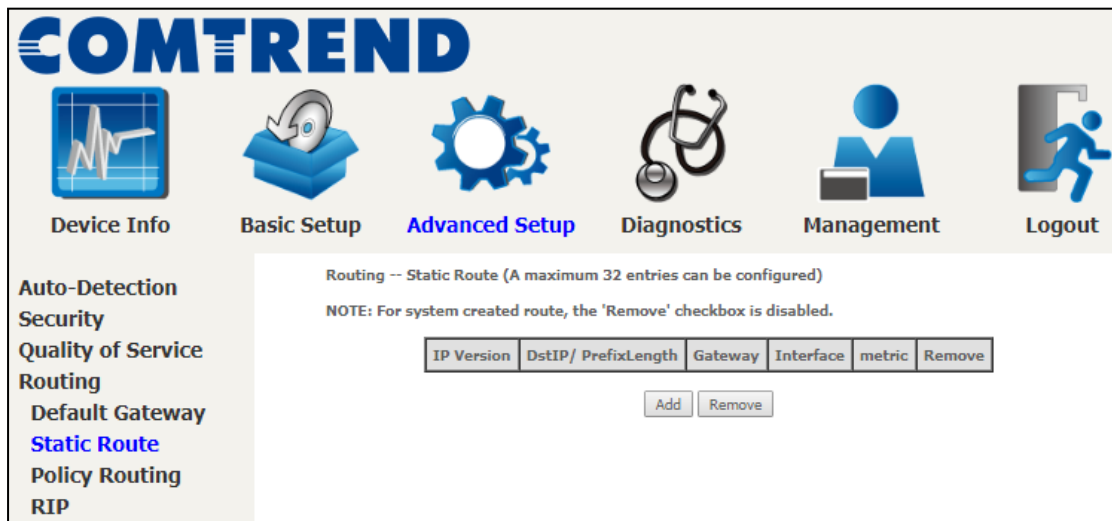 COMTREND
Device Info
Basic Setup
Advanced Setup
Diagnostics
Management
Logout
Auto-Detection
Security
Quality of Service
Routing
Default Gateway
Static Route
Policy Routing
RIP
Routing -- Static Route (A maximum 32 entries can be configured)
NOTE: For system created route, the 'Remove' checkbox is disabled.
IP Version DstIP/ PrefixLength Gateway Interface metric Remove
Add Remove